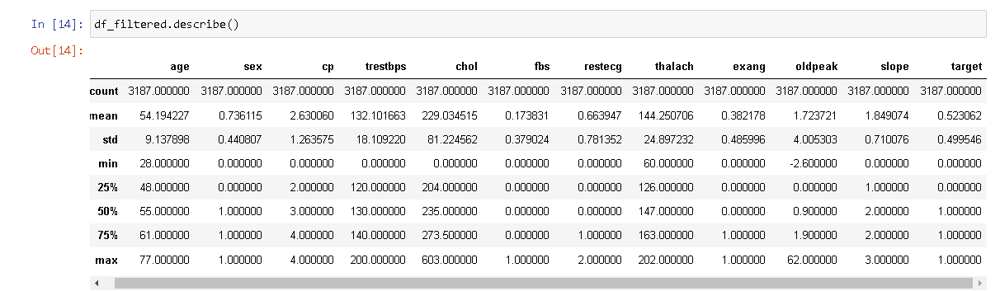 In [14]: df_filtered.describe()
Out[14]:
age sex cp trestbps chol fbs restecg thalach exang oldpeak slope target
count 3187.000000 3187.000000 3187.000000 3187.000000 3187.000000 3187.000000 3187.000000 3187.000000 3187.000000 3187.000000 3187.000000 3187.000000
mean 54.194227 0.736115 2.630060 132.101663 229.034515 0.173831 0.663947 144.250706 0.382178 1.723721 1.849074 0.523062
std 9.137898 0.440807 1.263575 18.109220 81.224562 0.379024 0.781352 24.897232 0.485996 4.005303 0.710076 0.499546
min 28.000000 0.000000 0.000000 0.000000 0.000000 0.000000 0.000000 60.000000 0.000000 -2.600000 0.000000 0.000000
25% 48.000000 0.000000 2.000000 120.000000 204.000000 0.000000 0.000000 126.000000 0.000000 0.000000 1.000000 0.000000
50% 55.000000 1.000000 3.000000 130.000000 235.000000 0.000000 0.000000 147.000000 0.000000 0.900000 2.000000 1.000000
75% 61.000000 1.000000 4.000000 140.000000 273.500000 0.000000 1.000000 163.000000 1.000000 1.900000 2.000000 1.000000
max 77.000000 1.000000 4.000000 200.000000 603.000000 1.000000 2.000000 202.000000 1.000000 62.000000 3.000000 1.000000